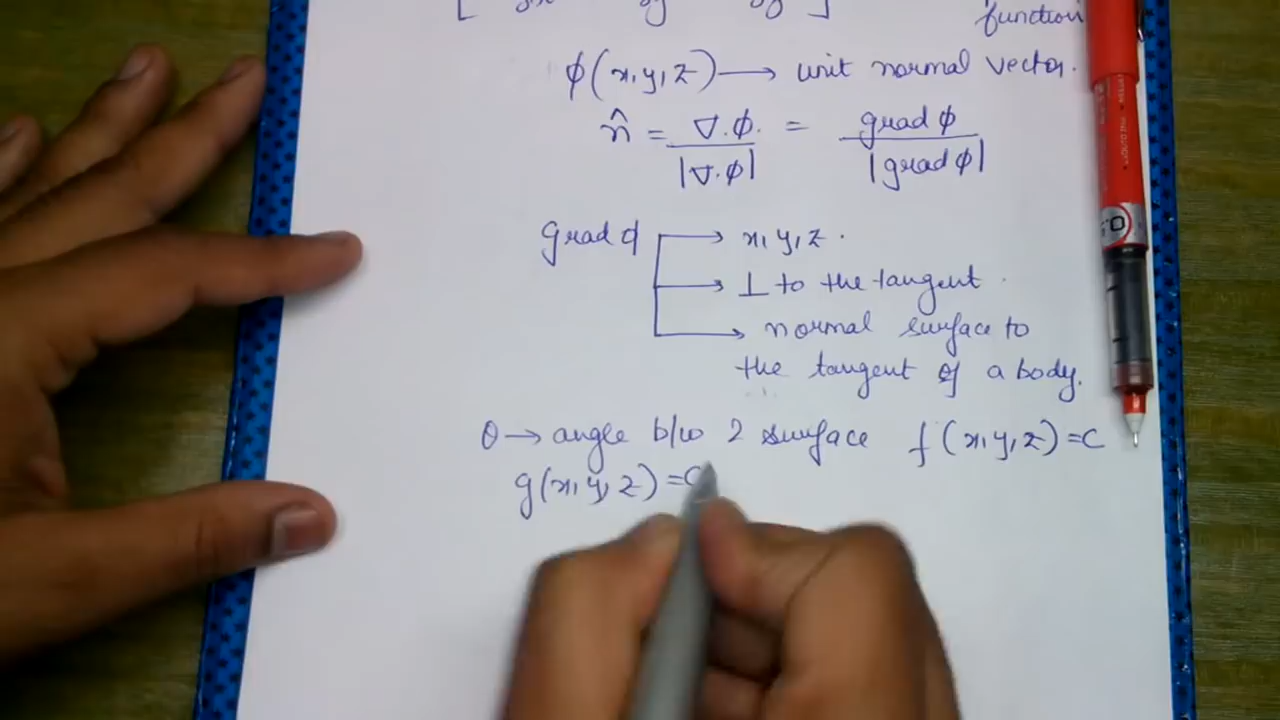 function
ϕ(x,y,z) → unit normal vector.
n̂ = ∇.ϕ. / |∇.ϕ| = grad ϕ / |grad ϕ|
Grad ϕ → x, y, z .
→ ⊥ to the tangent .
→ normal surface to
the tangent of a body.
θ → angle b/w 2 surface f(x,y,z)=C
g(x,y,z)=C